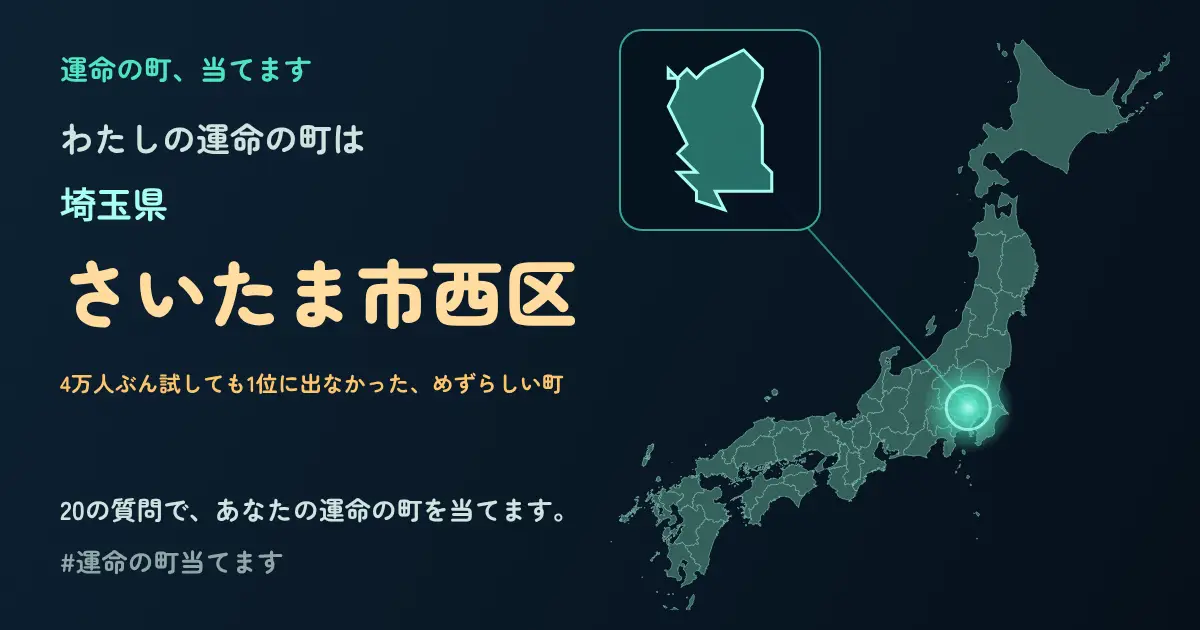 運命の町、当てます
わたしの運命の町は
埼玉県
さいたま市西区
4万人ぶん試しても1位に出なかった、めずらしい町
20の質問で、あなたの運命の町を当てます。
#運命の町当てます